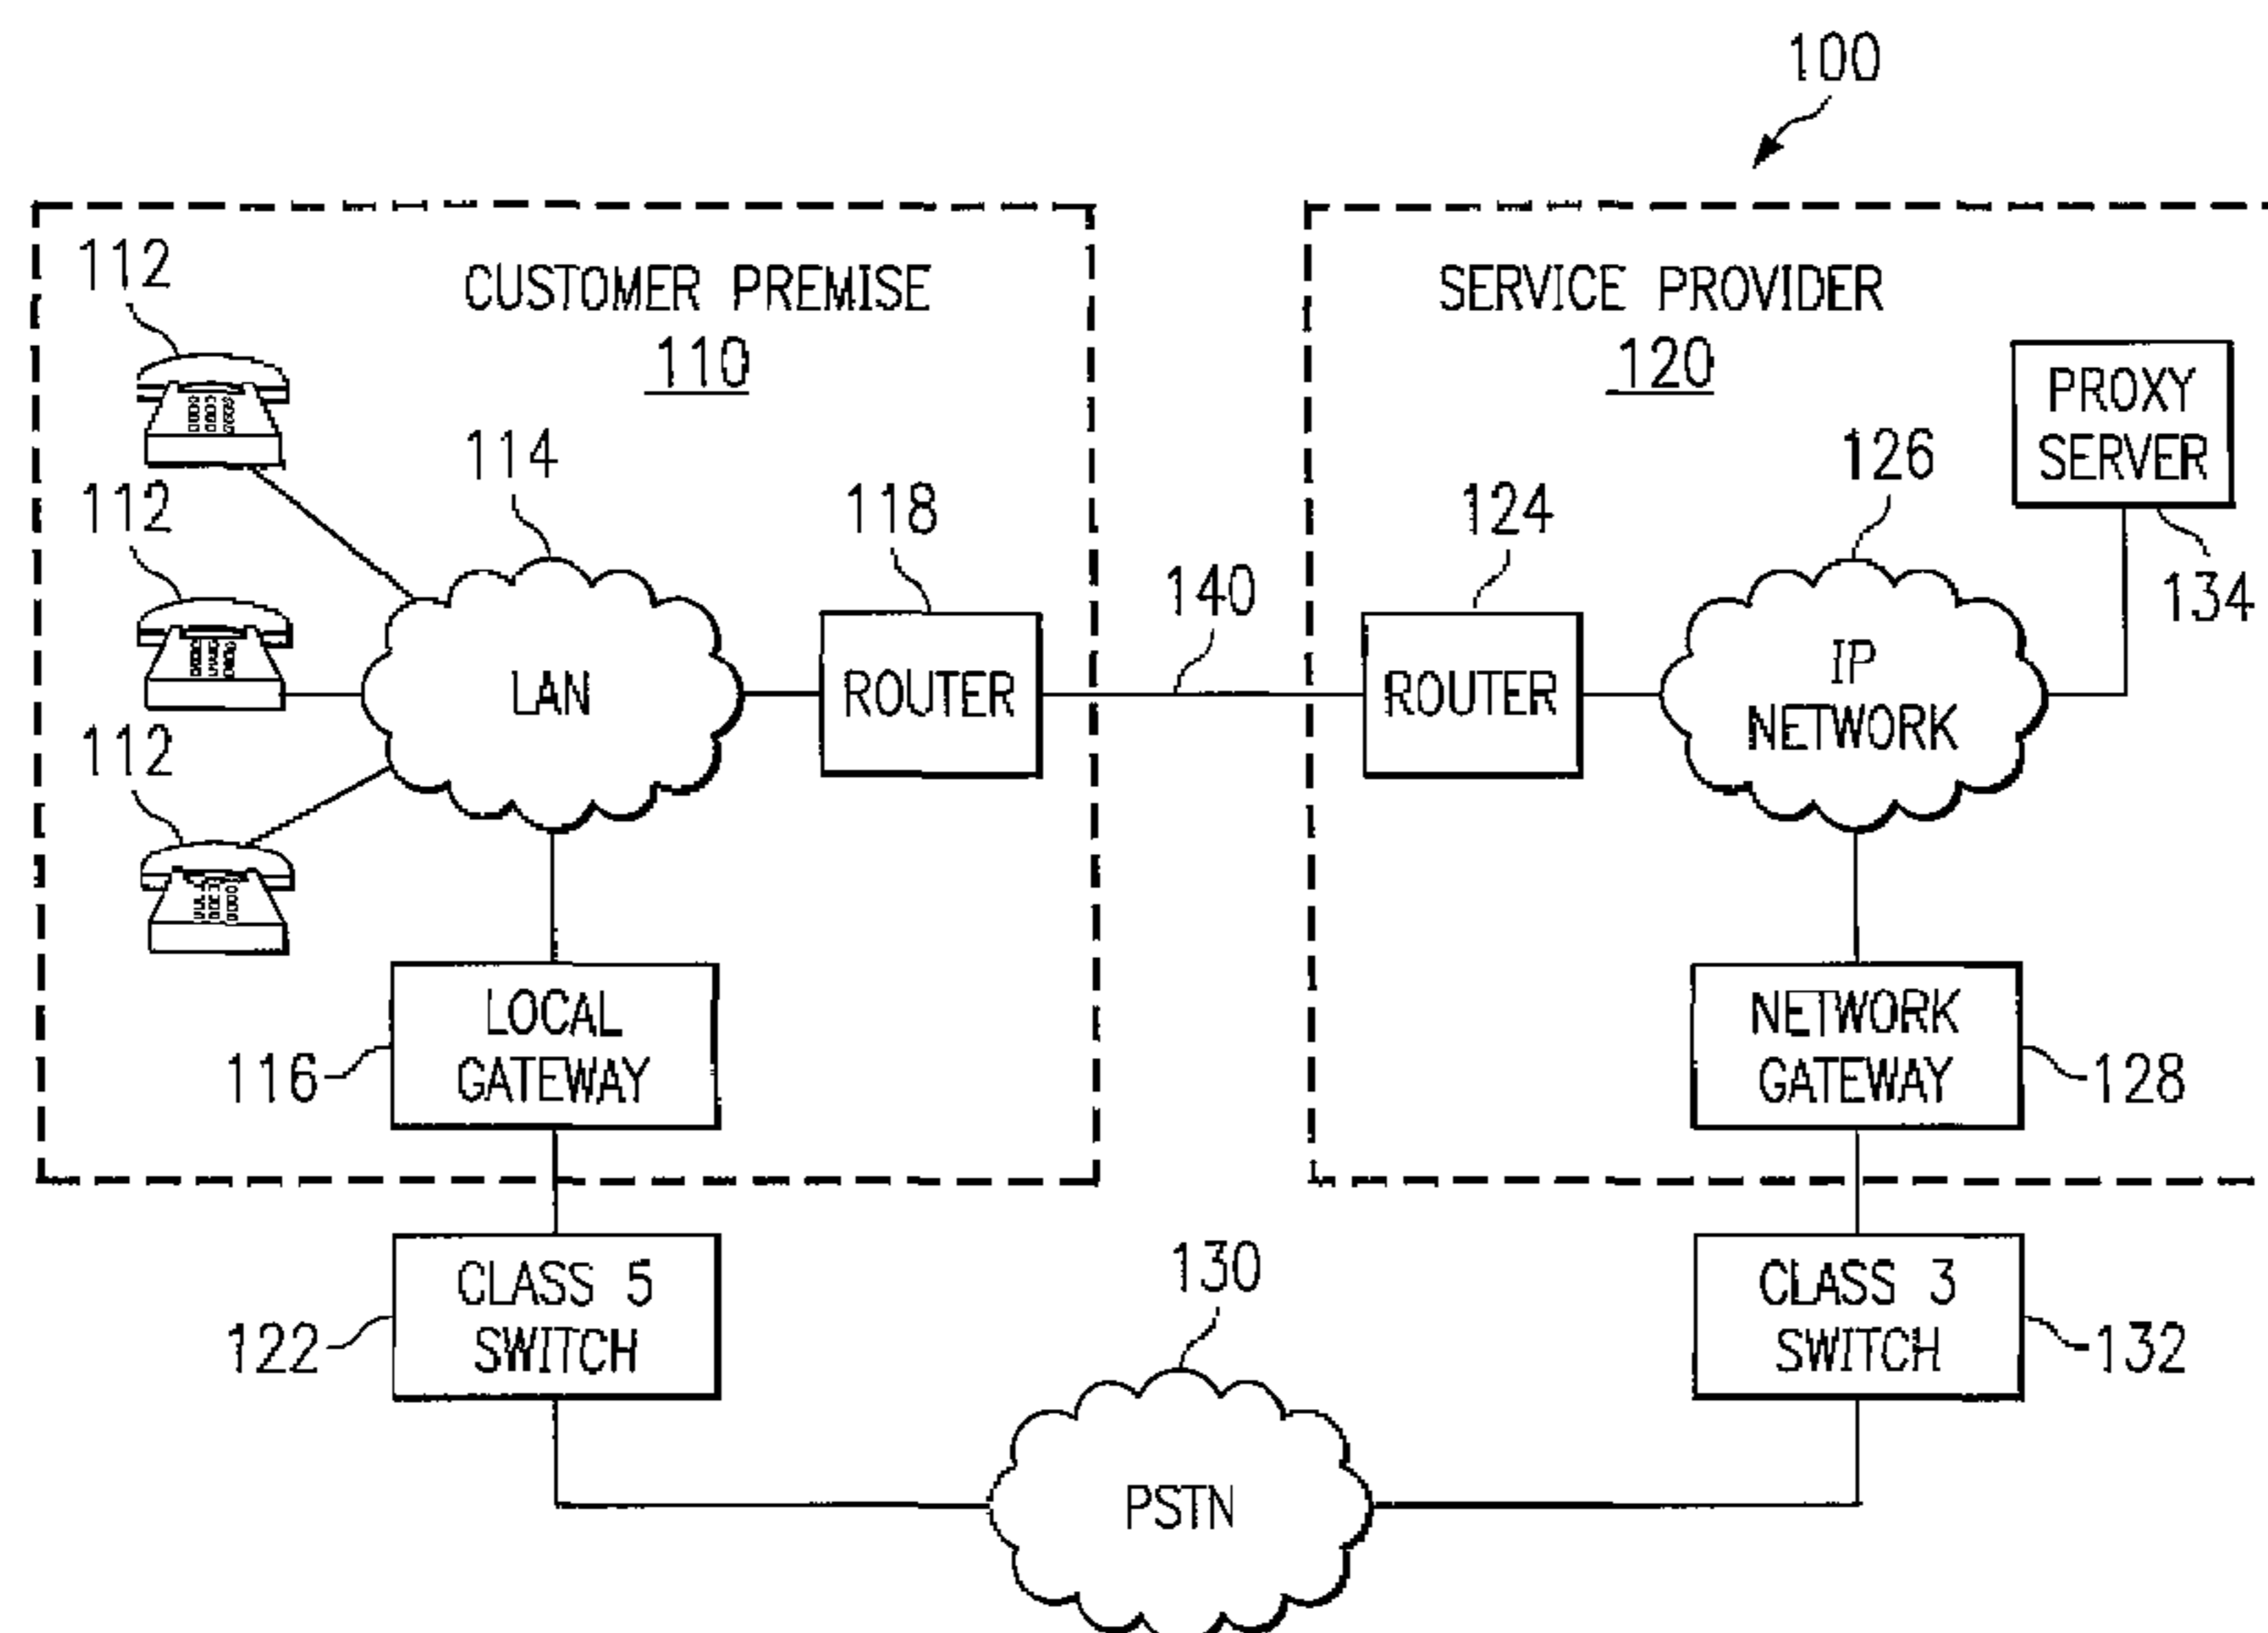 100
112
CUSTOMER PREMISE
110
SERVICE PROVIDER
120
PROXY
SERVER
134
114
118
124
126
112
140
LAN
ROUTER
ROUTER
IP
NETWORK
112
LOCAL
GATEWAY
116
NETWORK
GATEWAY
128
CLASS 5
SWITCH
122
130
CLASS 3
SWITCH
132
PSTN